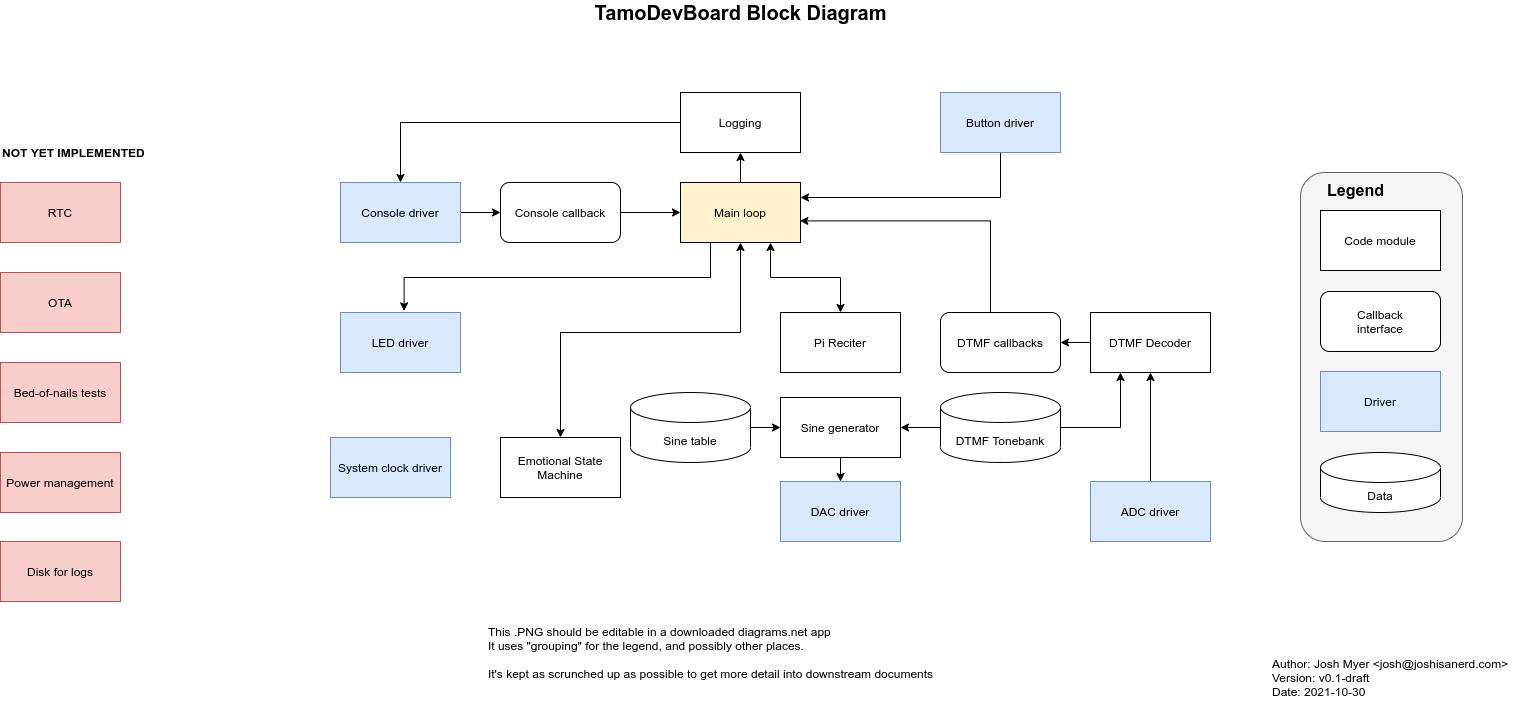 TamoDevBoard Block Diagram
NOT YET IMPLEMENTED
RTC
OTA
Bed-of-nails tests
Power management
Disk for logs
Logging
Button driver
Console driver
Console callback
Main loop
LED driver
Pi Reciter
DTMF callbacks
DTMF Decoder
Sine table
Sine generator
DTMF Tonebank
System clock driver
Emotional State
Machine
DAC driver
ADC driver
Legend
Code module
Callback
interface
Driver
Data
This .PNG should be editable in a downloaded diagrams.net app
It uses "grouping" for the legend, and possibly other places.
It's kept as scrunched up as possible to get more detail into downstream documents
Author: Josh Myer <josh@joshisanerd.com>
Version: v0.1-draft
Date: 2021-10-30